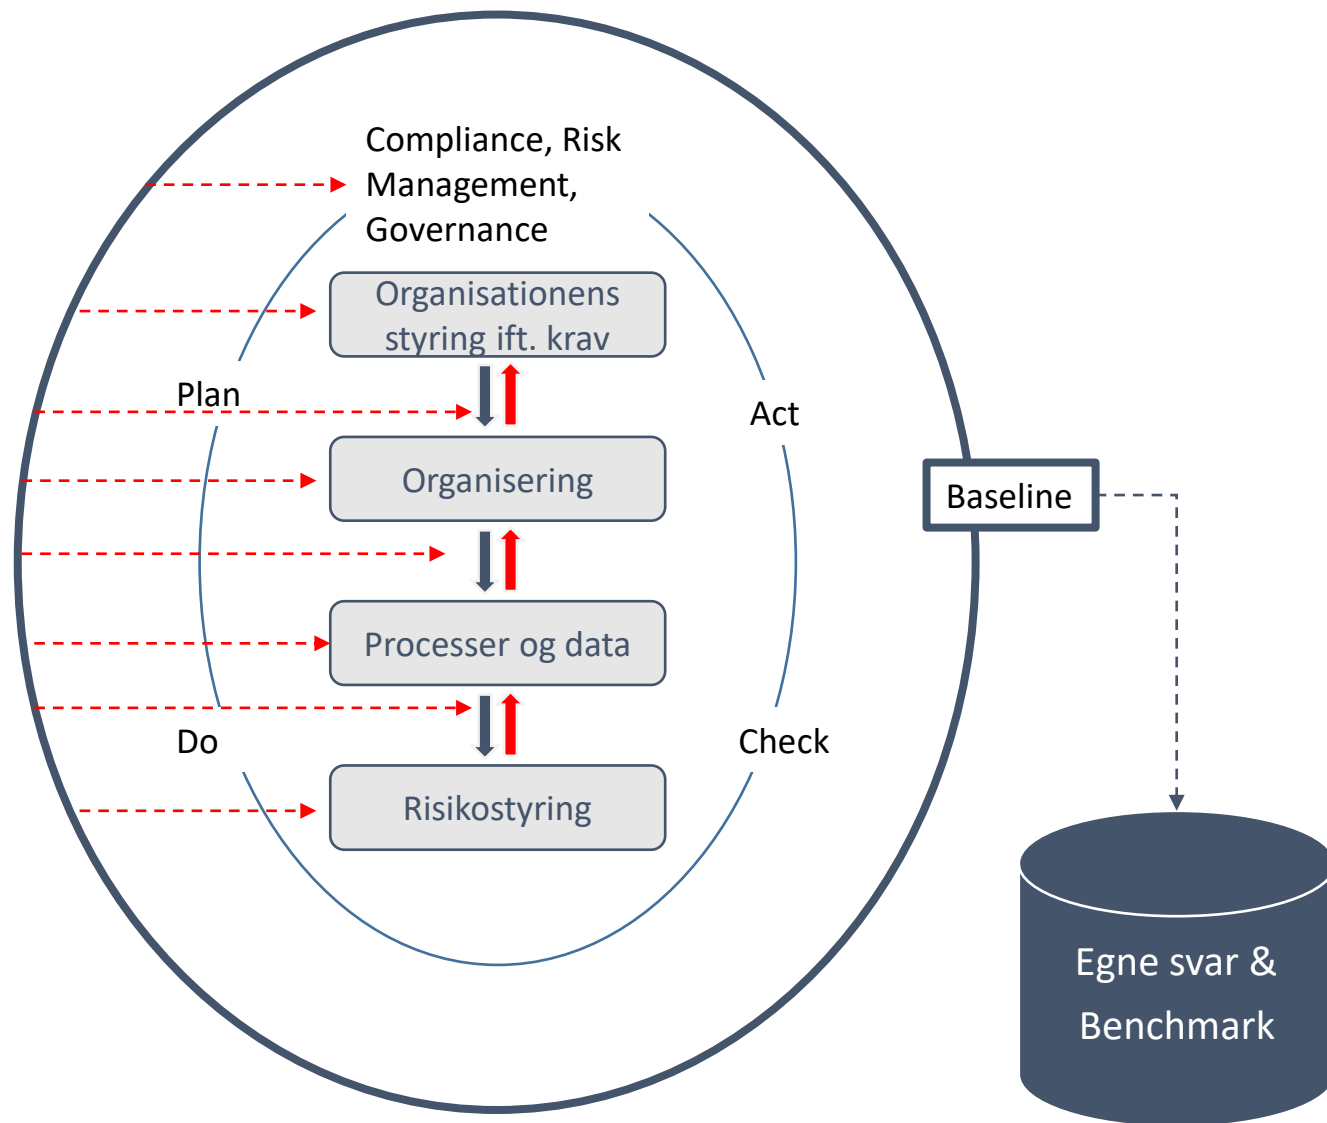 Compliance, Risk
Management,
Governance
Organisationens
styring ift. krav
Plan
Act
Organisering
Baseline
Processer og data
Do
Check
Risikostyring
Egne svar &
Benchmark